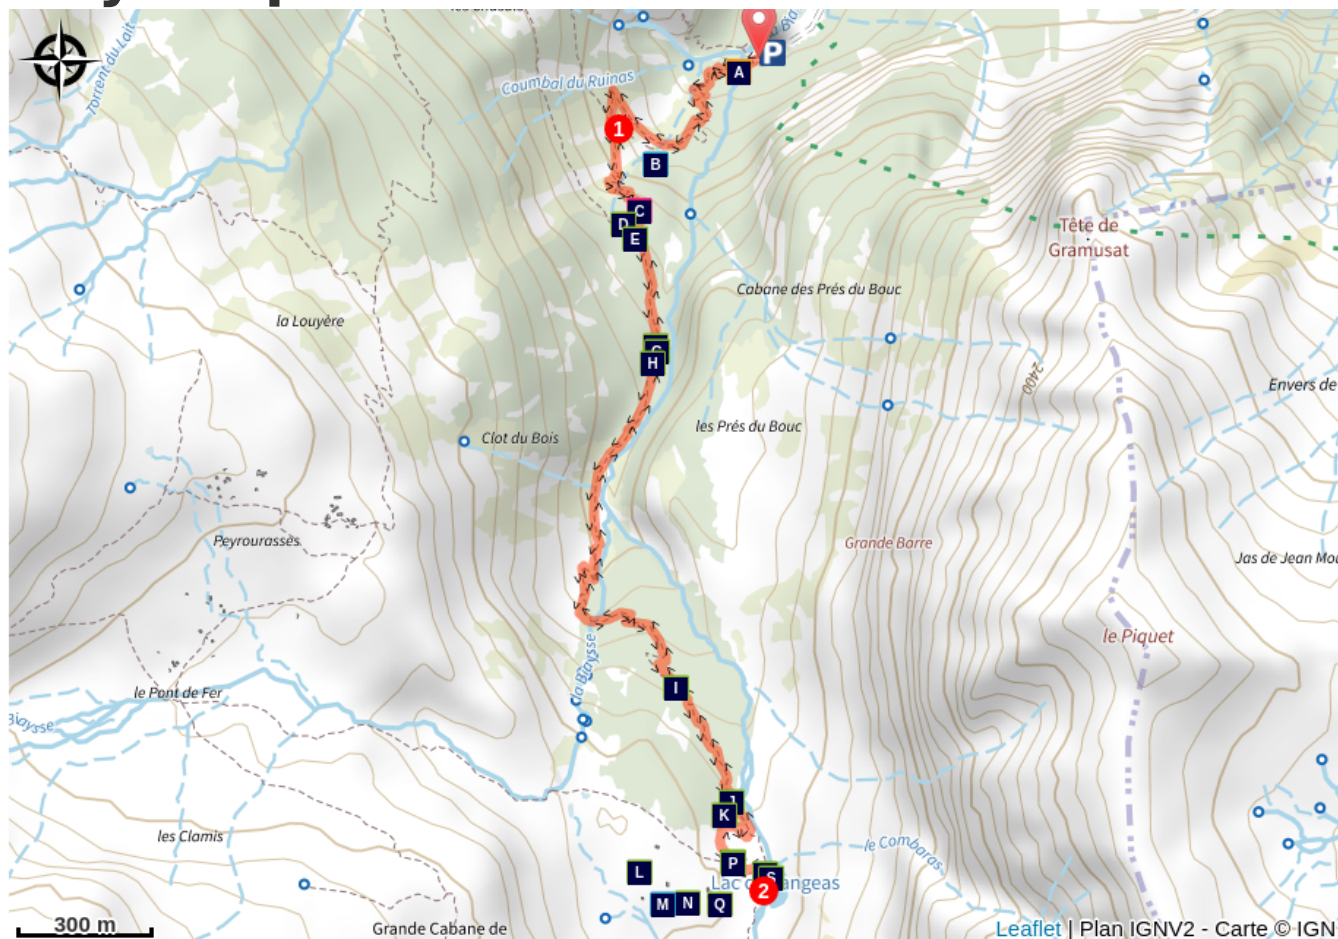 Torrent du Lait
Coumbal du Ruinas
P
A
1
B
C
D
E
Tête de
Gramusat
Cabane des Prés du Bouc
la Louyère
H
2400
Envers de
Clot du Bois
les Prés du Bouc
Peyrourasses
Grande Barre
Jas de Jean
le Piquet
la Biaysse
I
le Pont de Fer
Biaysse
J
K
les Clamis
le Combaras
P
L
S
Lac
angeas
2
M
N
Q
300 m
Grande Cabane de
Leaflet | Plan IGNV2 - Carte © IGN